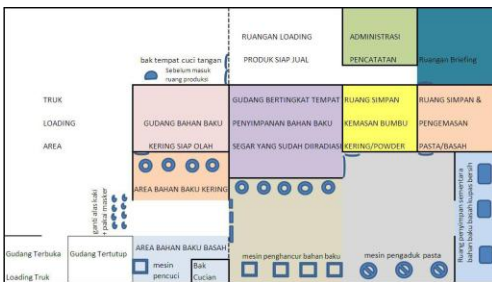 RUANGAN LOADING
PRODUK SIAP JUAL
ADMINISTRASI
PENCATATAN
Ruangan Briefing
bak tempat cuci tangan
Sebelum masuk
ruang produksi
TRUK
LOADING
AREA
GUDANG BAHAN BAKU
KERING SIAP OLAH
GUDANG BERTINGKAT TEMPAT
PENYIMPANAN BAHAN BAKU
SEGAR YANG SUDAH DIIRADIASI
RUANG SIMPAN
KEMASAN BUMBU
KERING/POWDER
RUANG SIMPAN &
PENGEMASAN
PASTA/BASAH
AREA BAHAN BAKU KERING
ganti alas kaki
+ pakai masker
Ruang penyimpan sementara
bahan baku basah kupas bersih
Gudang Terbuka
Loading Truk
Gudang Tertutup
AREA BAHAN BAKU BASAH
mesin
pencuci
Bak
Cucian
mesin penghancur bahan baku
mesin pengaduk pasta